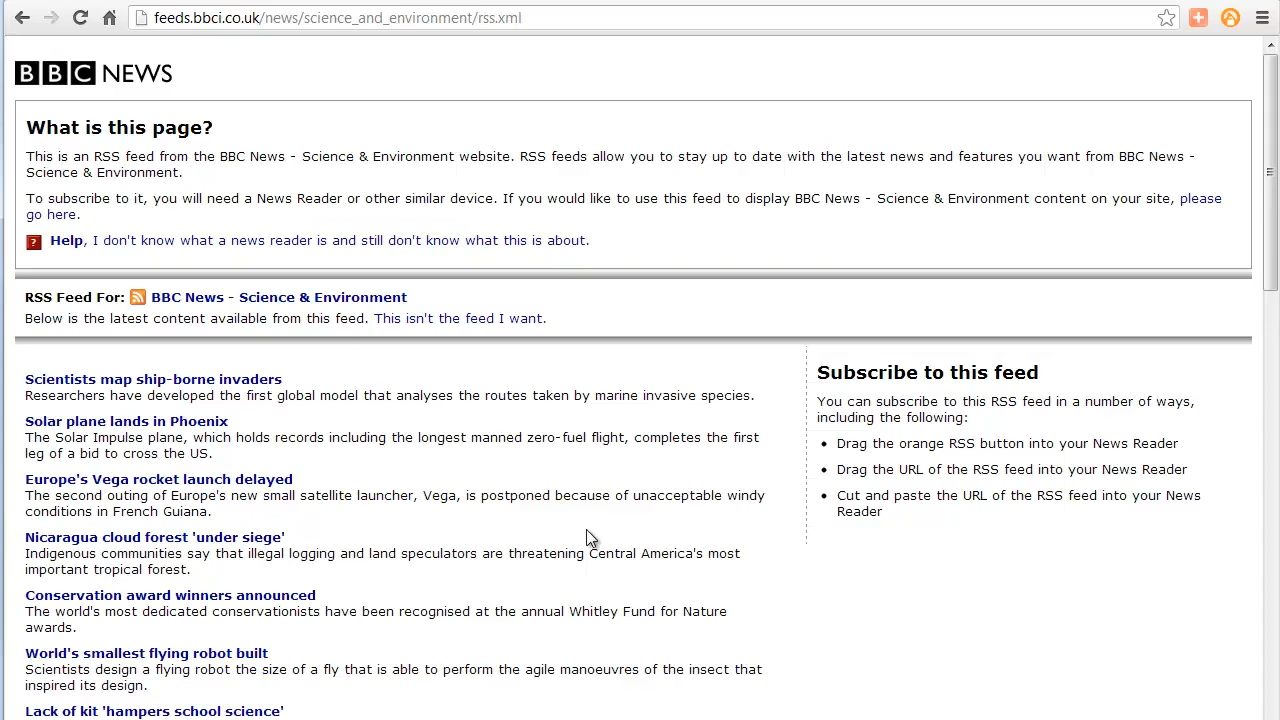 feeds.bbci.co.uk/news/science_and_environment/rss.xml
BBC NEWS
What is this page?
This is an RSS feed from the BBC News - Science & Environment website. RSS feeds allow you to stay up to date with the latest news and features you want from BBC News -
Science & Environment.
To subscribe to it, you will need a News Reader or other similar device. If you would like to use this feed to display BBC News - Science & Environment content on your site, please
go here.
? Help, I don't know what a news reader is and still don't know what this is about.
RSS Feed For: BBC News - Science & Environment
Below is the latest content available from this feed. This isn't the feed I want.
Scientists map ship-borne invaders
Researchers have developed the first global model that analyses the routes taken by marine invasive species.
Solar plane lands in Phoenix
The Solar Impulse plane, which holds records including the longest manned zero-fuel flight, completes the first
leg of a bid to cross the US.
Europe's Vega rocket launch delayed
The second outing of Europe's new small satellite launcher, Vega, is postponed because of unacceptable windy
conditions in French Guiana.
Nicaragua cloud forest 'under siege'
Indigenous communities say that illegal logging and land speculators are threatening Central America's most
important tropical forest.
Conservation award winners announced
The world's most dedicated conservationists have been recognised at the annual Whitley Fund for Nature
awards.
World's smallest flying robot built
Scientists design a flying robot the size of a fly that is able to perform the agile manoeuvres of the insect that
inspired its design.
Lack of kit 'hampers school science'
Subscribe to this feed
You can subscribe to this RSS feed in a number of ways,
including the following:
• Drag the orange RSS button into your News Reader
• Drag the URL of the RSS feed into your News Reader
• Cut and paste the URL of the RSS feed into your News
Reader